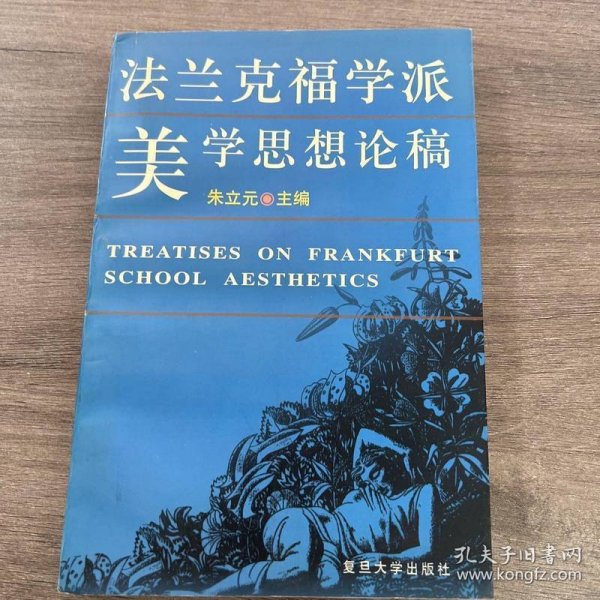 法兰克福学派
美学思想论稿
朱立元◉主编
TREATISES ON FRANKFURT
SCHOOL AESTHETICS
复旦大学出版社
孔夫子旧书网
www.kongfz.com